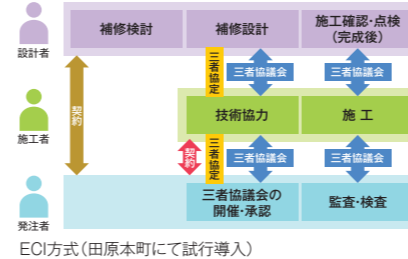 補修検討
補修設計
施工確認・点検
(完成後)
設計者
三者協定
三者協議会
三者協議会
契約
技術協力
施 工
施工者
契約
三者協定
三者協議会
三者協議会
三者協議会の
開催・承認
監査・検査
発注者
ECI方式(田原本町にて試行導入)